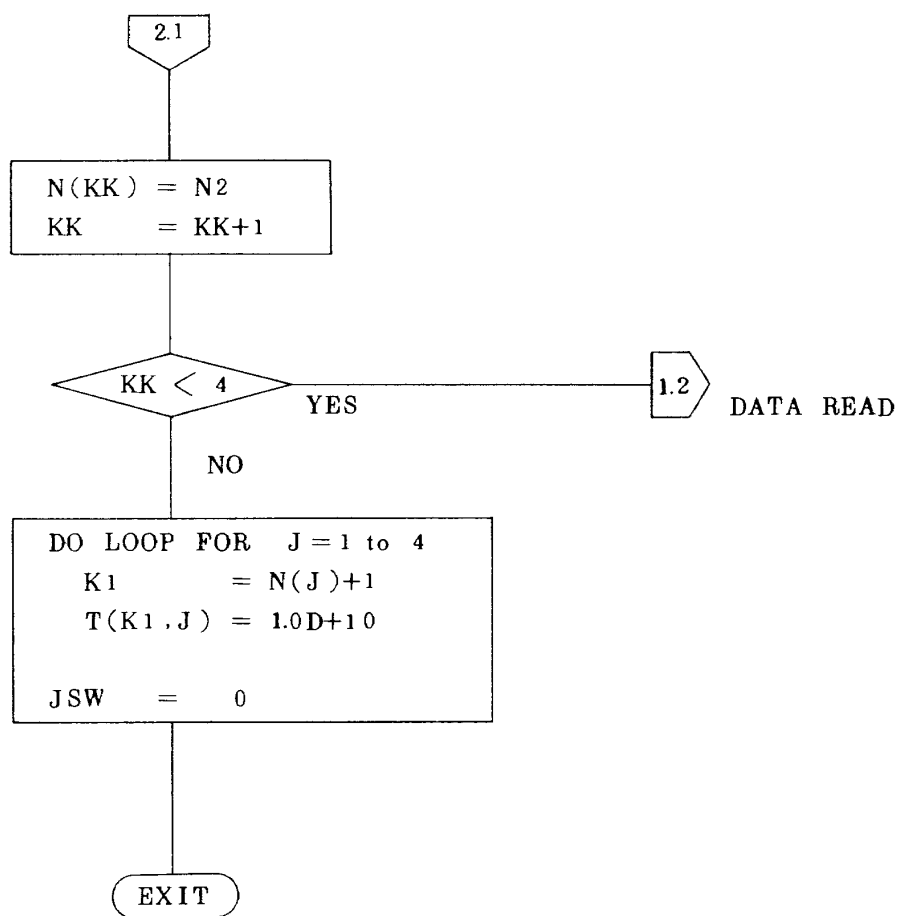 2.1
N(KK) = N2
KK = KK+1
KK < 4
YES
1.2
DATA READ
NO
DO LOOP FOR J=1 to 4
K1 = N(J)+1
T(K1,J) = 1.0D+10
JSW = 0
EXIT